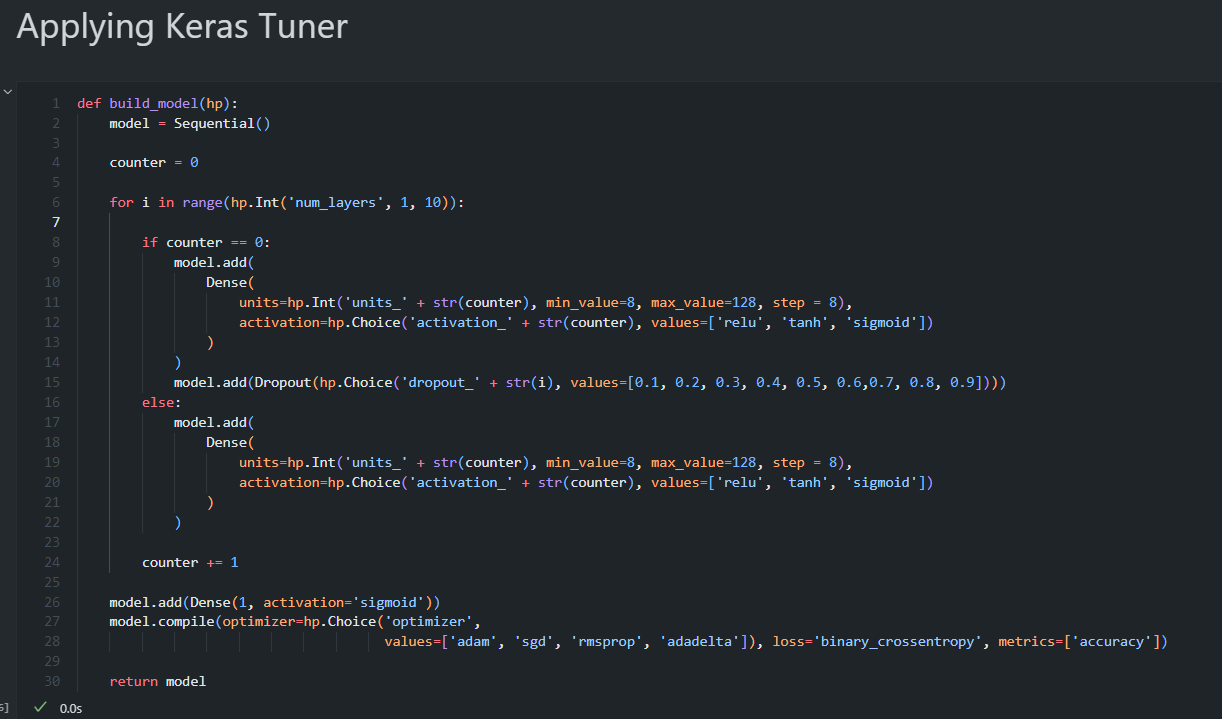 Applying Keras Tuner
1 def build_model(hp):
2     model = Sequential()
3
4     counter = 0
5
6     for i in range(hp.Int('num_layers', 1, 10)):
7
8         if counter == 0:
9             model.add(
10                 Dense(
11                     units=hp.Int('units_' + str(counter), min_value=8, max_value=128, step = 8),
12                     activation=hp.Choice('activation_' + str(counter), values=['relu', 'tanh', 'sigmoid'])
13                 )
14             )
15             model.add(Dropout(hp.Choice('dropout_' + str(i), values=[0.1, 0.2, 0.3, 0.4, 0.5, 0.6,0.7, 0.8, 0.9])))
16         else:
17             model.add(
18                 Dense(
19                     units=hp.Int('units_' + str(counter), min_value=8, max_value=128, step = 8),
20                     activation=hp.Choice('activation_' + str(counter), values=['relu', 'tanh', 'sigmoid'])
21                 )
22             )
23
24         counter += 1
25
26     model.add(Dense(1, activation='sigmoid'))
27     model.compile(optimizer=hp.Choice('optimizer',
28                                       values=['adam', 'sgd', 'rmsprop', 'adadelta']), loss='binary_crossentropy', metrics=['accuracy'])
29
30     return model
✓ 0.0s